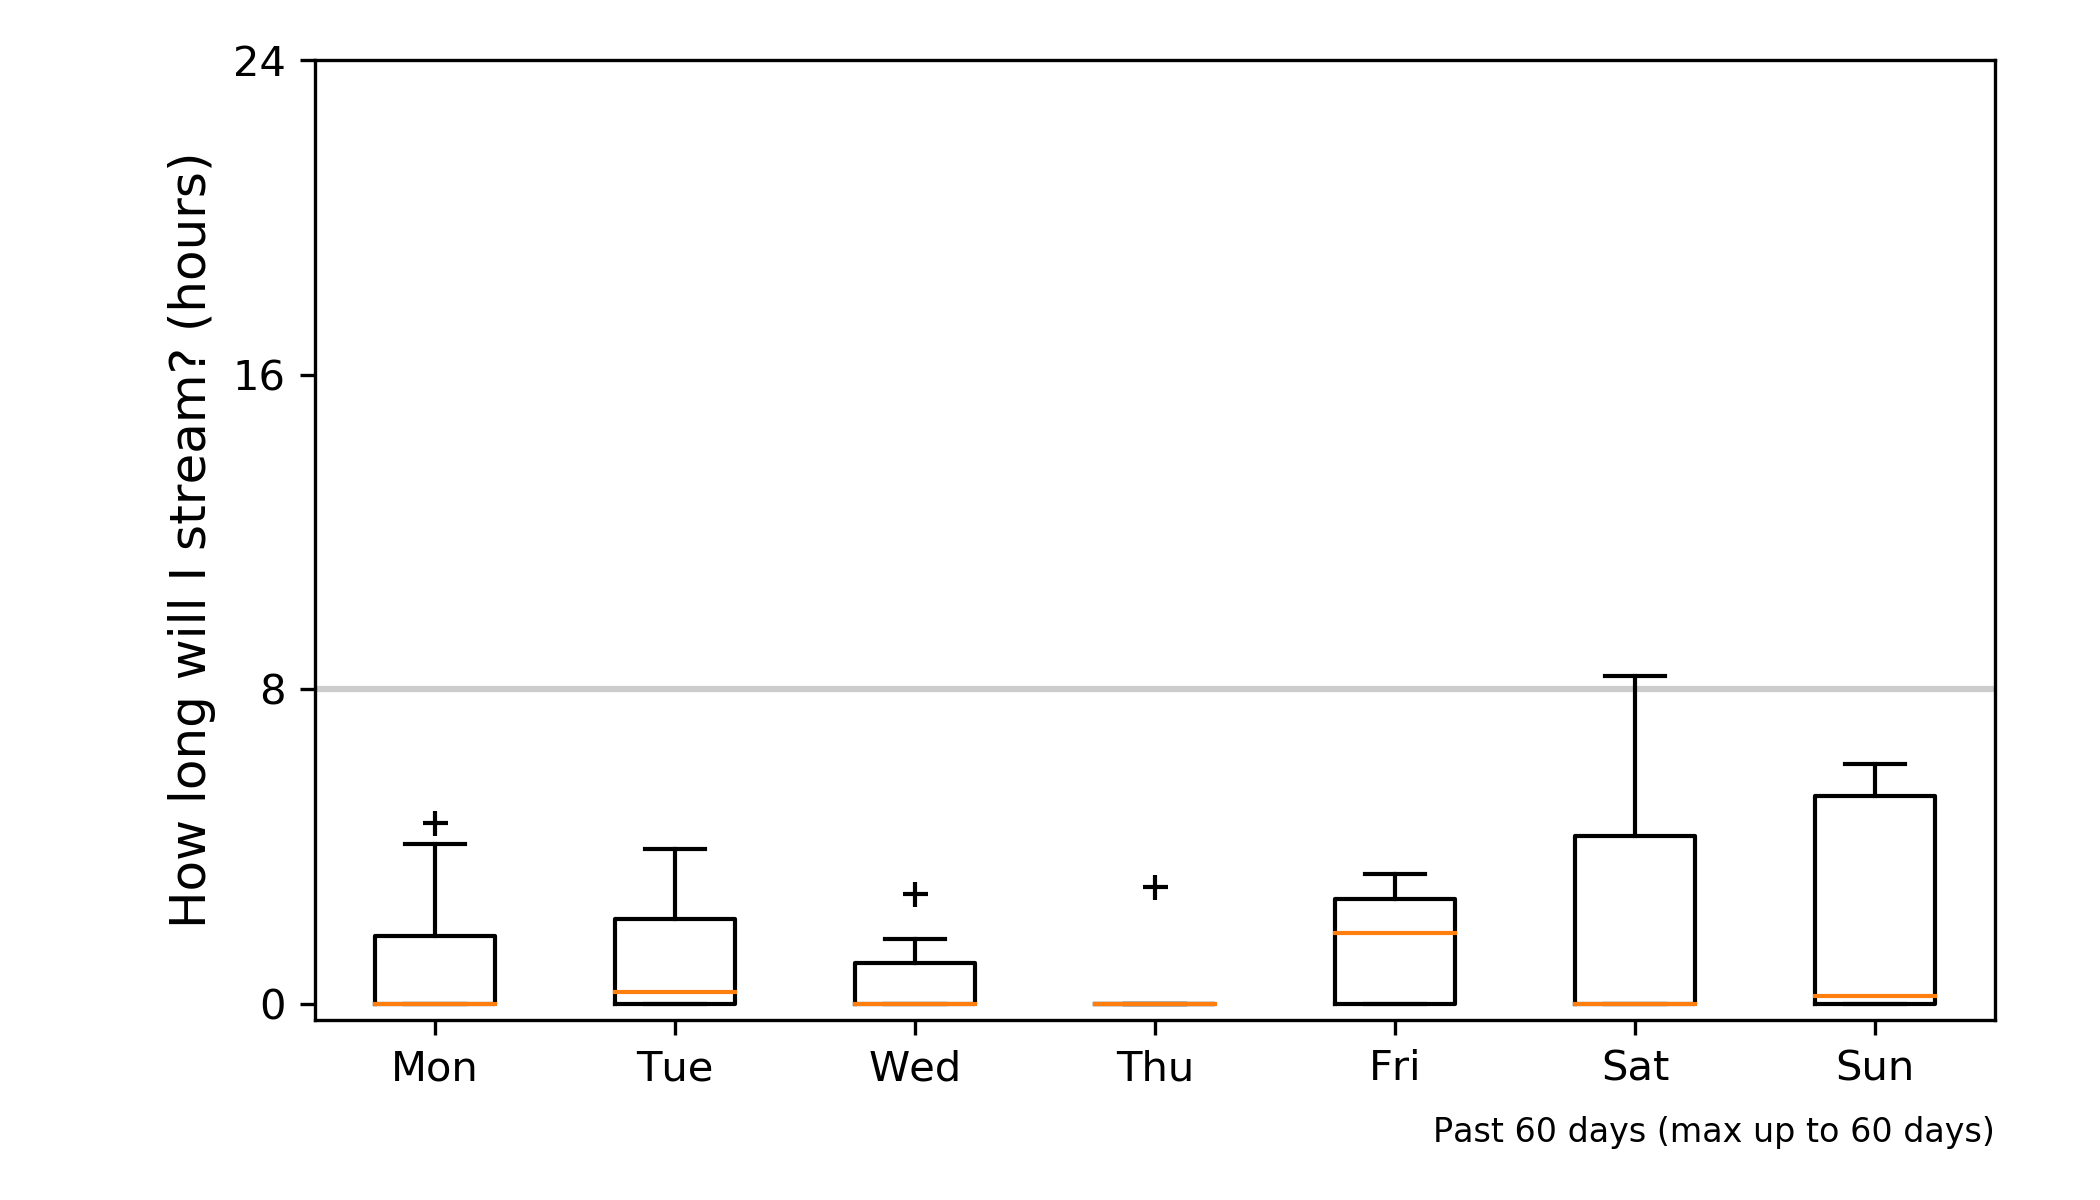 How long will I stream? (hours)
24
16
8
0
Mon Tue Wed Thu Fri Sat Sun
Past 60 days (max up to 60 days)